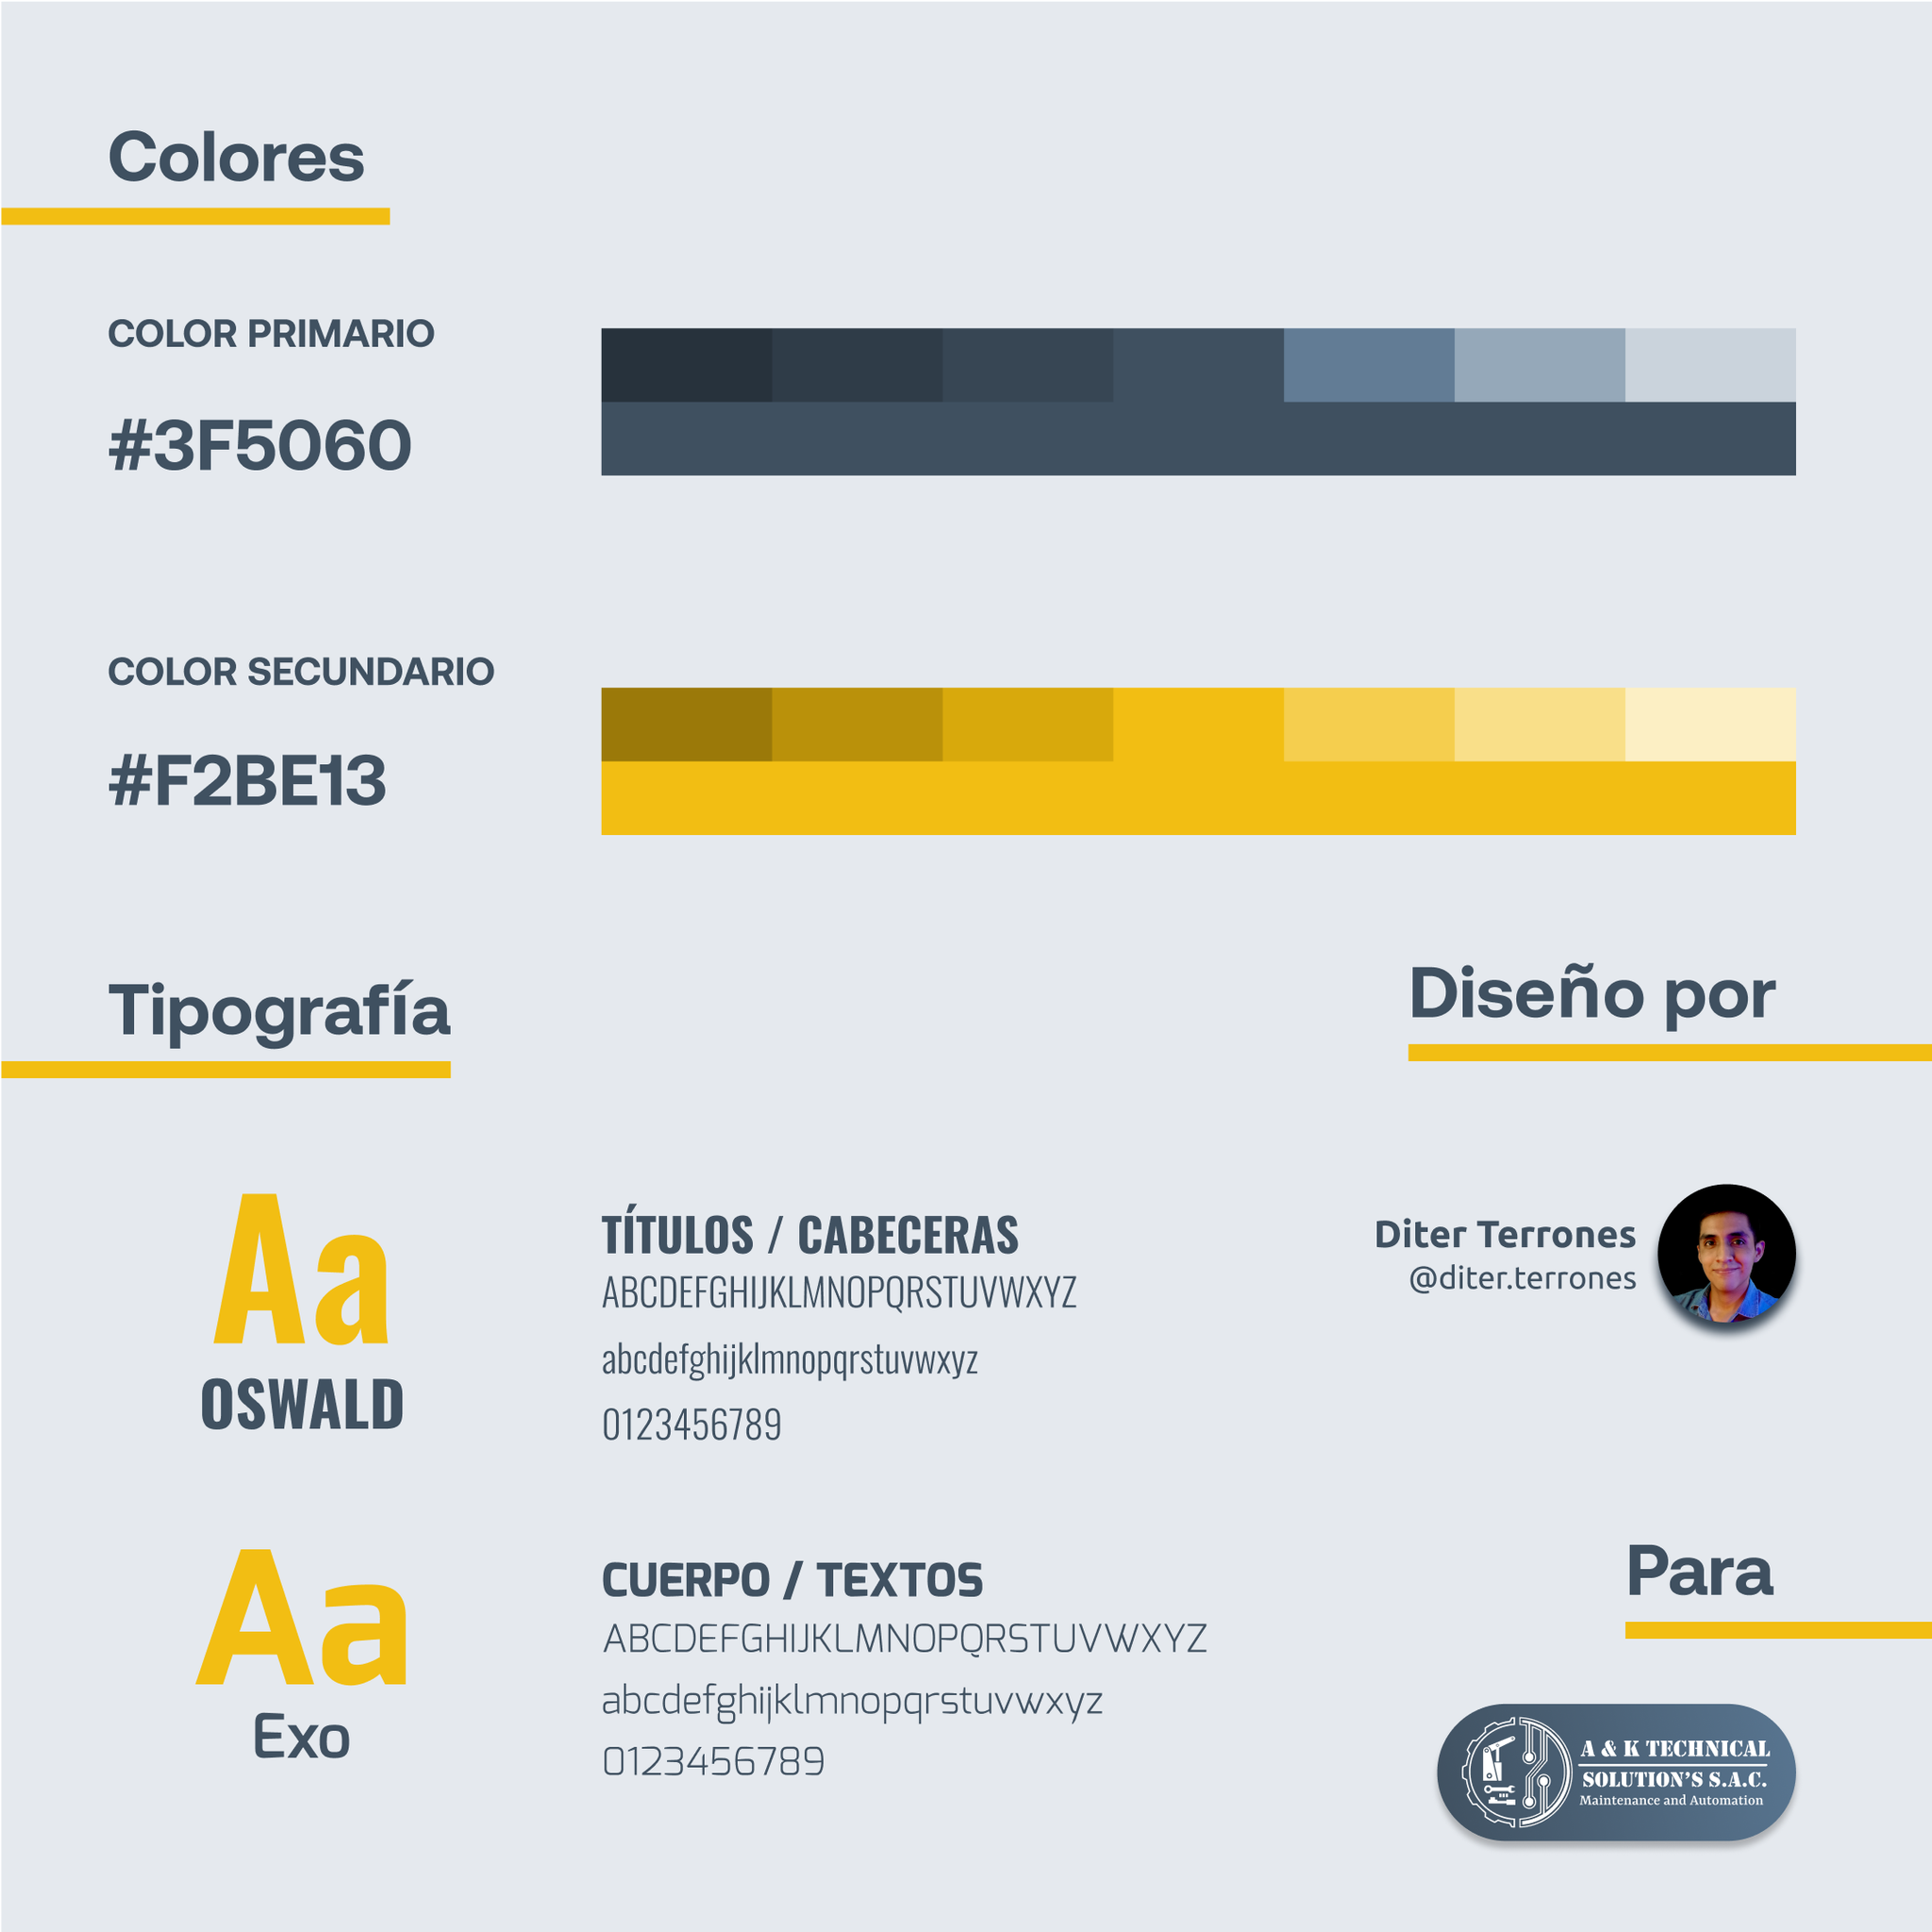 Colores
COLOR PRIMARIO
#3F5060
COLOR SECUNDARIO
#F2BE13
Tipografía
Aa
OSWALD
TÍTULOS / CABECERAS
ABCDEFGHIJKLMNOPQRSTUVWXYZ
abcdefghijklmnopqrstuvwxyz
0123456789
Aa
Exo
CUERPO / TEXTOS
ABCDEFGHIJKLMNOPQRSTUVWXYZ
abcdefghijklmnopqrstuvwxyz
0123456789
Diseño por
Diter Terrones
@diter.terrones
Para
A & K TECHNICAL
SOLUTION'S S.A.C.
Maintenance and Automation